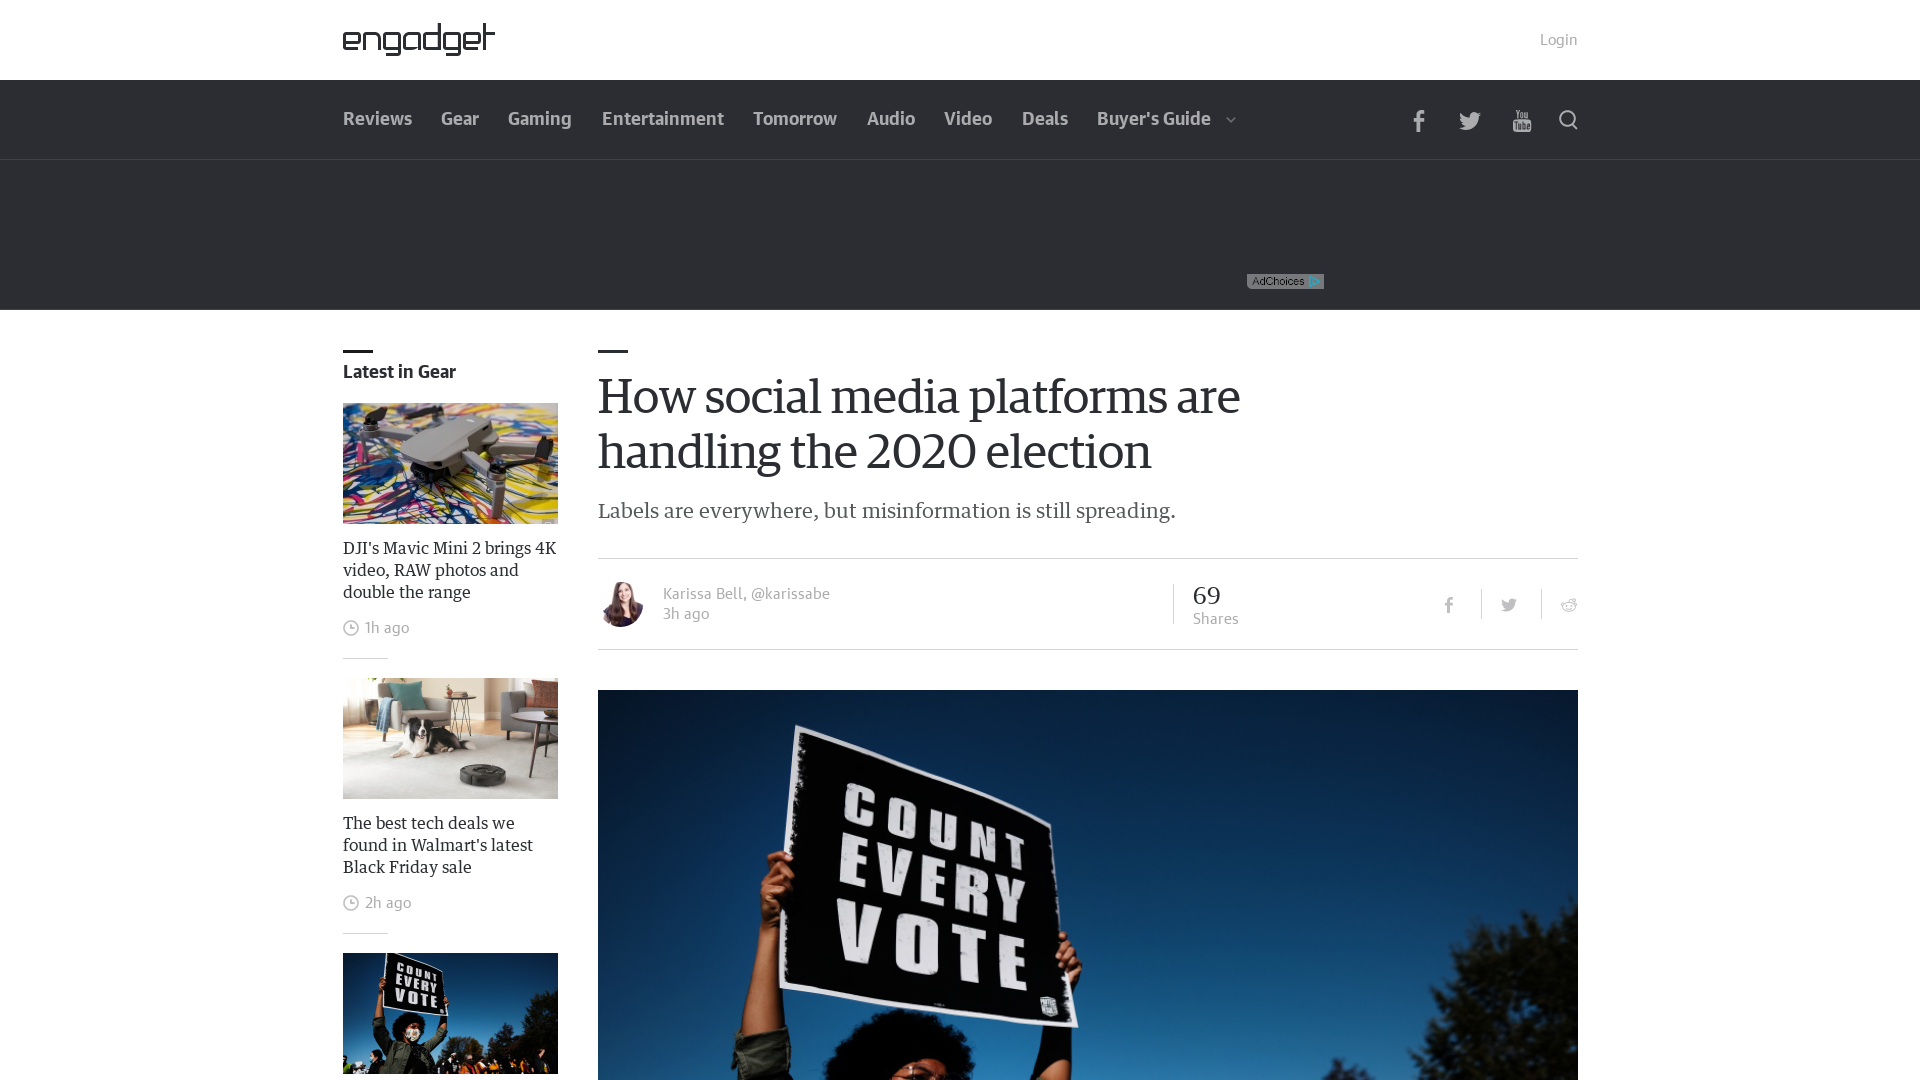 engadget
Login
Reviews
Gear
Gaming
Entertainment
Tomorrow
Audio
Video
Deals
Buyer's Guide
You
Tube
AdChoices
Latest in Gear
DJI's Mavic Mini 2 brings 4K
video, RAW photos and
double the range
1h ago
The best tech deals we
found in Walmart's latest
Black Friday sale
2h ago
COUNT
EVERY
VOTE
How social media platforms are
handling the 2020 election
Labels are everywhere, but misinformation is still spreading.
Karissa Bell, @karissabe
3h ago
69
Shares
COUNT
EVERY
VOTE